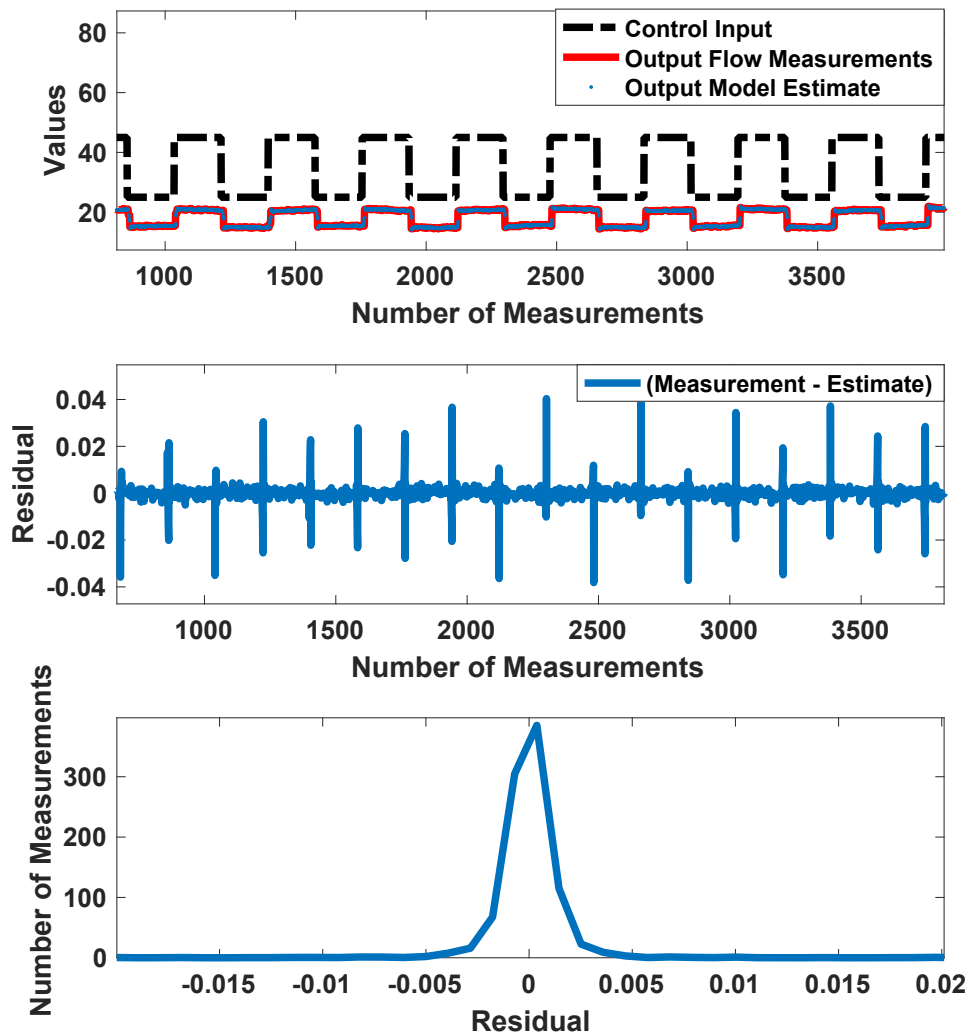 80
60
40
20
Values
Control Input
Output Flow Measurements
Output Model Estimate
1000 1500 2000 2500 3000 3500
Number of Measurements
0.04
0.02
0
-0.02
-0.04
Residual
(Measurement - Estimate)
1000 1500 2000 2500 3000 3500
Number of Measurements
300
200
100
0
Number of Measurements
-0.015 -0.01 -0.005 0 0.005 0.01 0.015 0.02
Residual